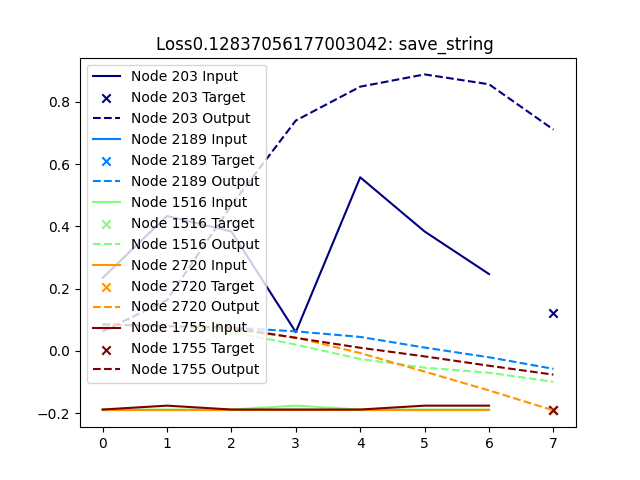 Loss0.12837056177003042: save_string
Node 203 Input
Node 203 Target
Node 203 Output
Node 2189 Input
Node 2189 Target
Node 2189 Output
Node 1516 Input
Node 1516 Target
Node 1516 Output
Node 2720 Input
Node 2720 Target
Node 2720 Output
Node 1755 Input
Node 1755 Target
Node 1755 Output
0.8
0.6
0.4
0.2
0.0
−0.2
0 1 2 3 4 5 6 7